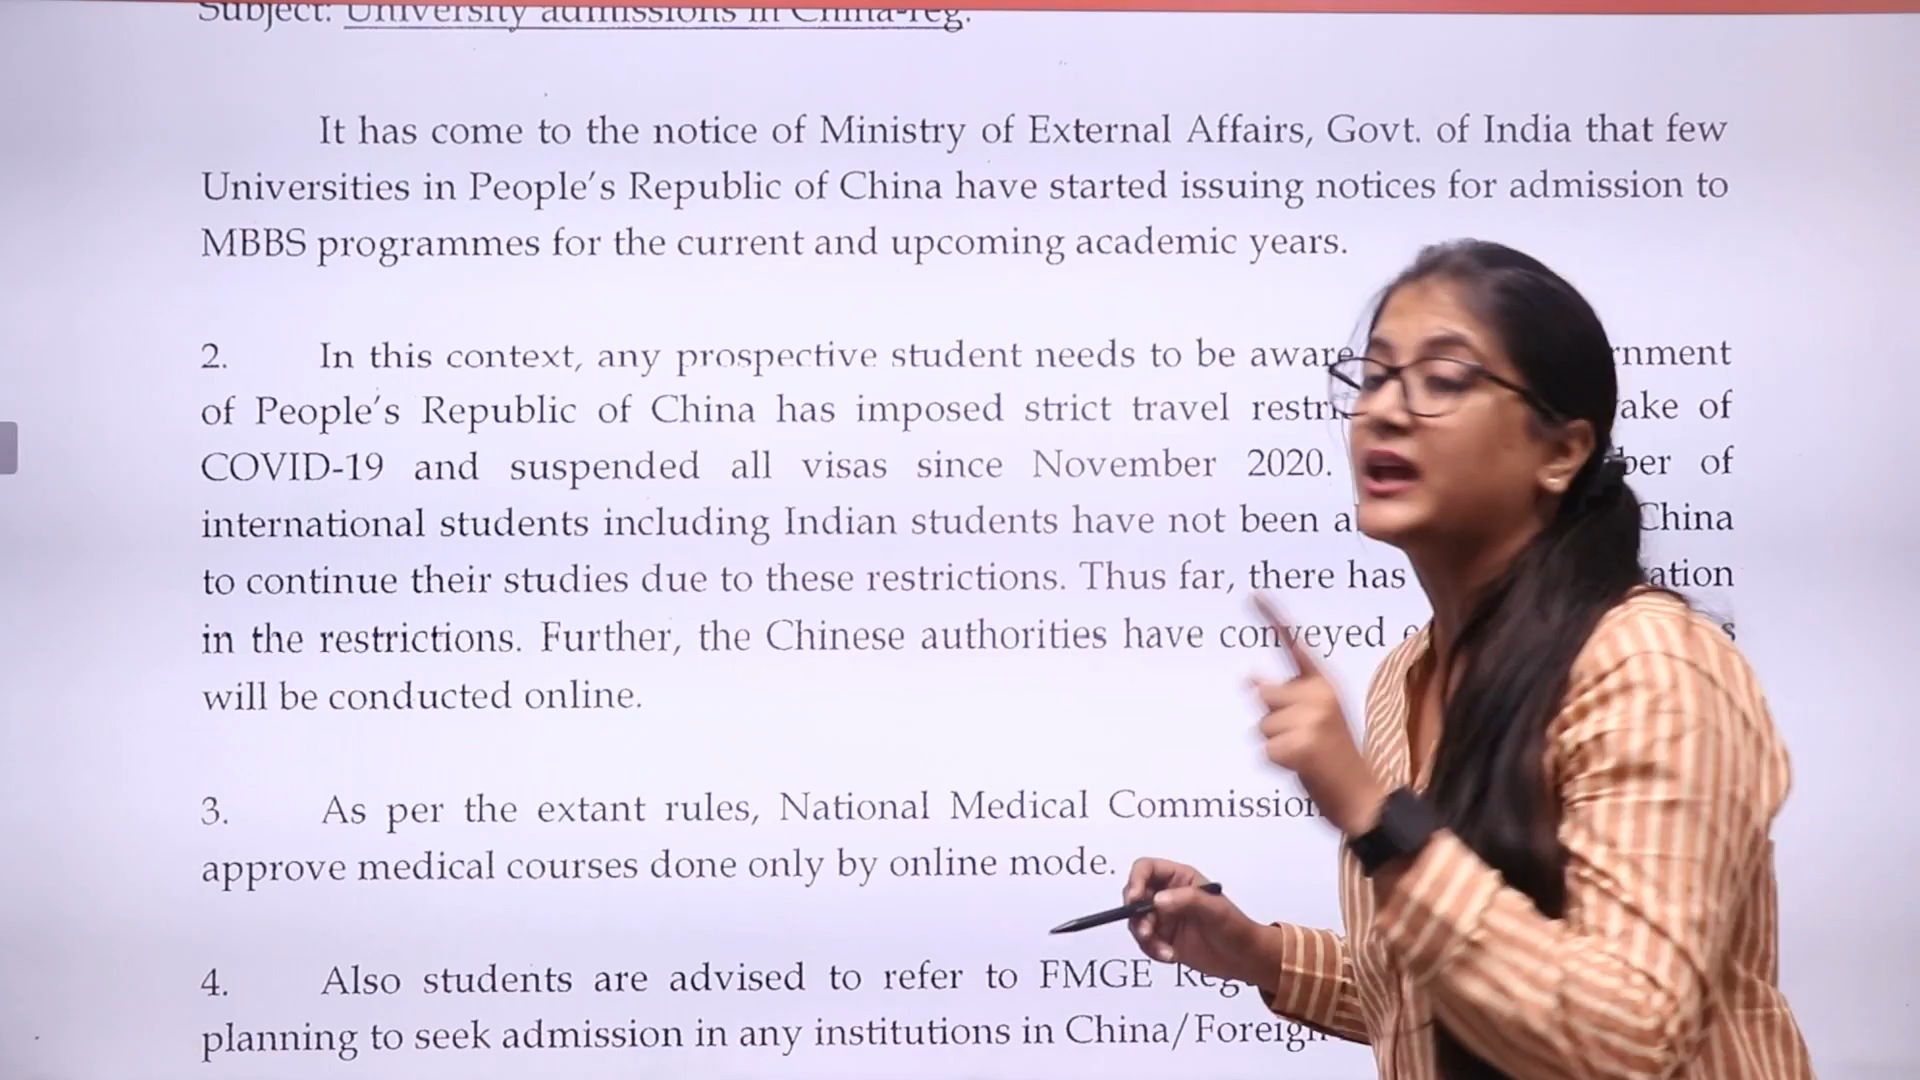 Subject: University admissions in China-reg.
It has come to the notice of Ministry of External Affairs, Govt. of India that few
Universities in People's Republic of China have started issuing notices for admission to
MBBS programmes for the current and upcoming academic years.
2. In this context, any prospective student needs to be aware
of People's Republic of China has imposed strict travel of
COVID-19 and suspended all visas since November 2020. of
international students including Indian students have not been China
to continue their studies due to these restrictions. Thus far, there has
in the restrictions. Further, the Chinese authorities have conveyed
will be conducted online.
3. As per the extant rules, National Medical Commission
approve medical courses done only by online mode.
4. Also students are advised to refer to FMGE
planning to seek admission in any institutions in China/Foreign